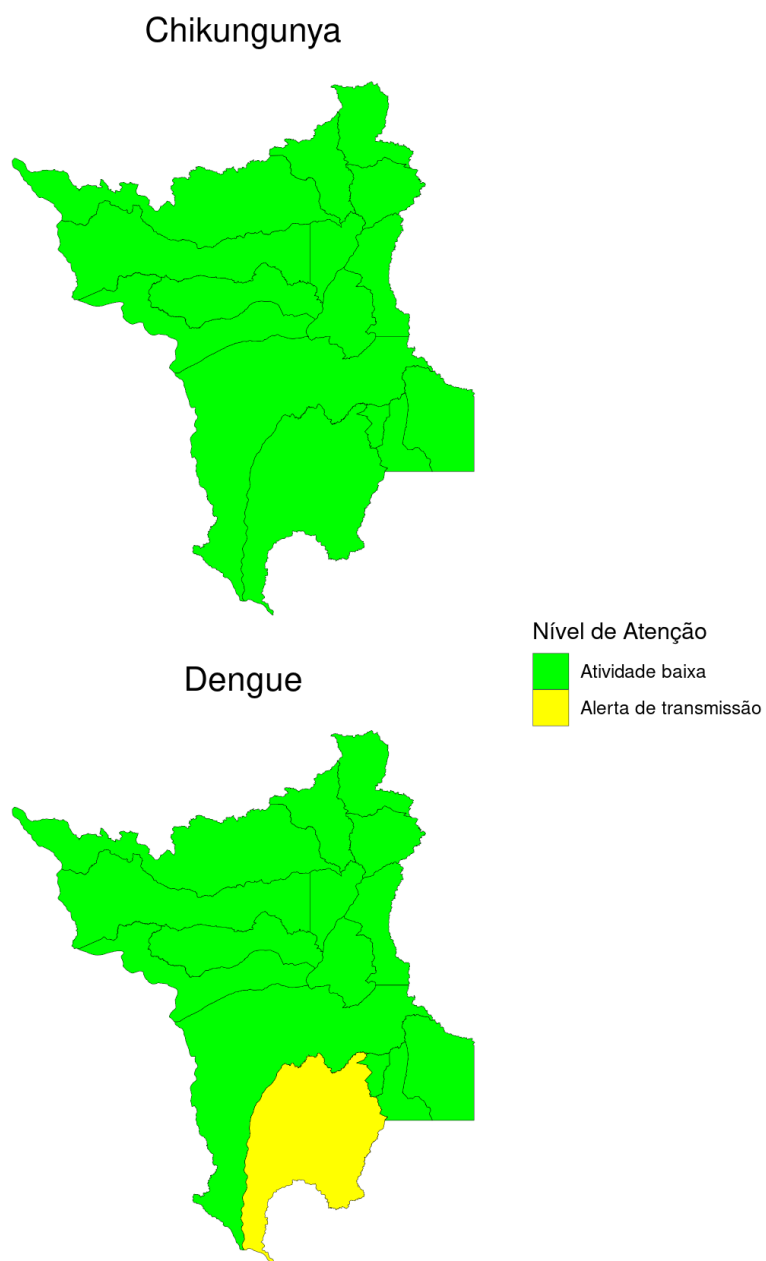 Chikungunya
Nível de Atenção
Atividade baixa
Alerta de transmissão
Dengue